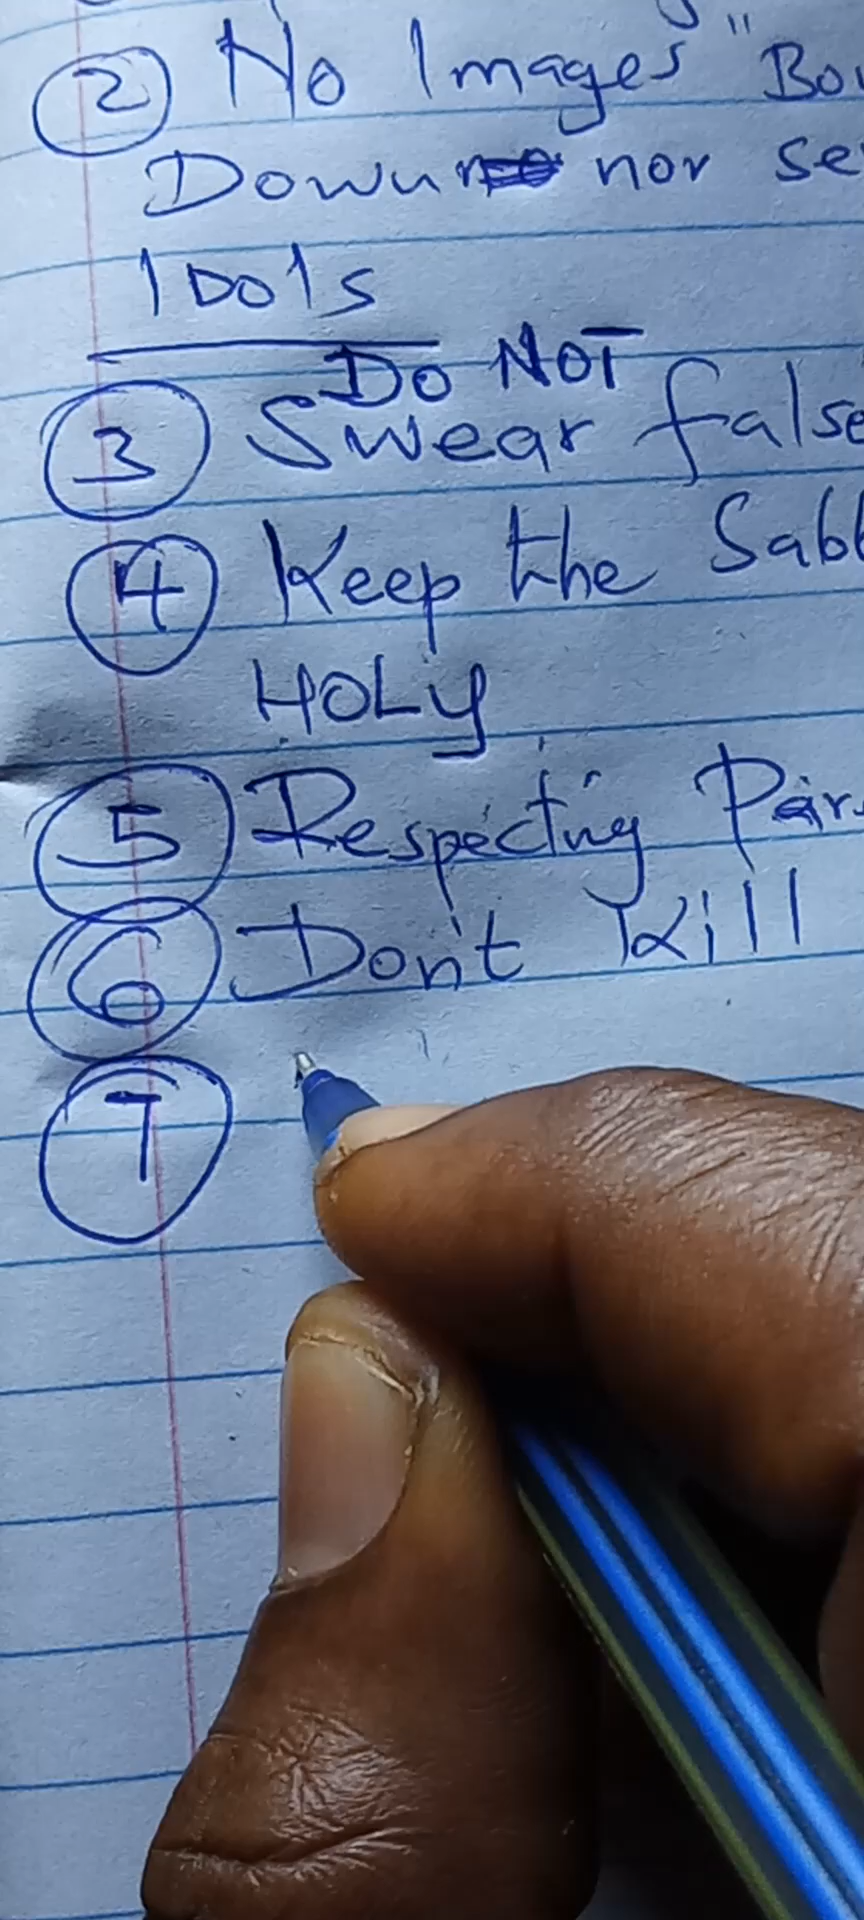 ② No Images "Bo
Down nor se
IDols
Do NOT
③ Swear false
④ Keep the Sabb
HOLY
⑤ Respecting Par
⑥ Don't kill
⑦